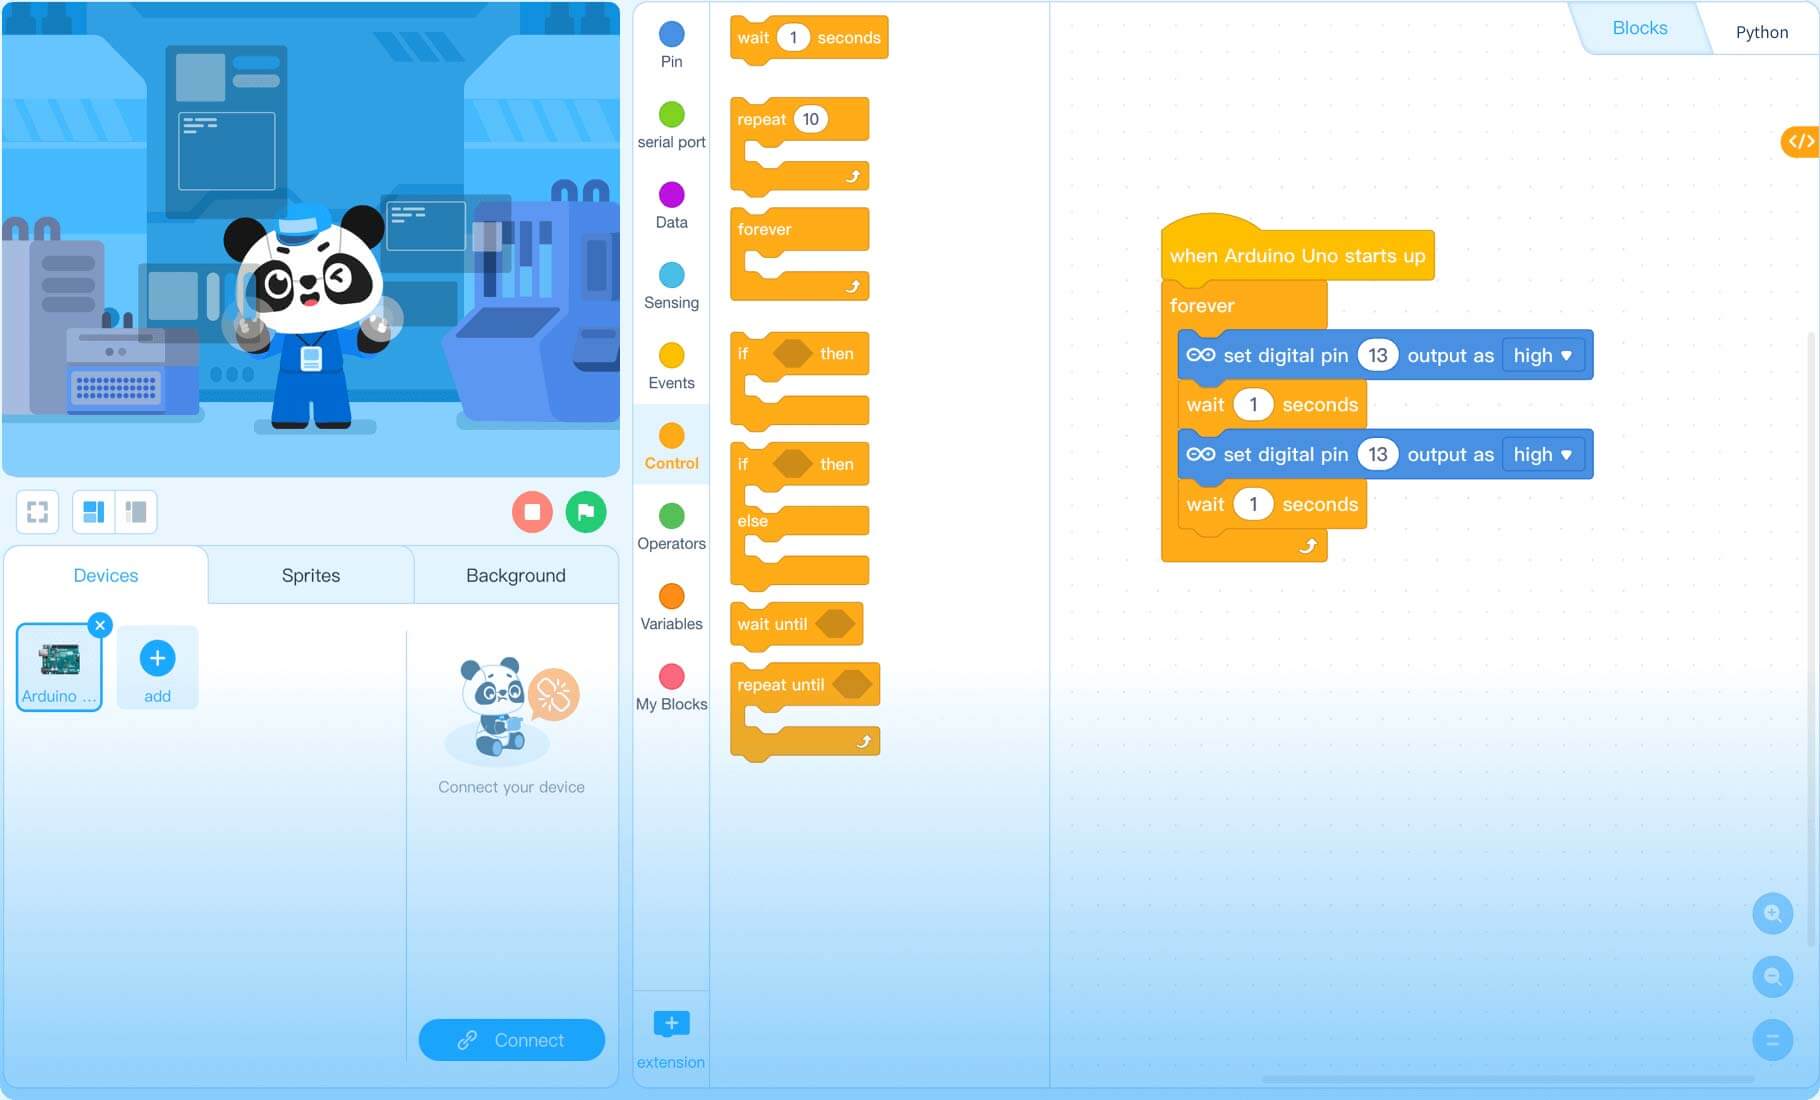 Devices
Sprites
Background
Arduino ...
add
Connect your device
Connect
Pin
serial port
Data
Sensing
Events
Control
Operators
Variables
My Blocks
extension
wait 1 seconds
repeat 10
forever
if then
if then
else
wait until
repeat until
Blocks
Python
</>
when Arduino Uno starts up
forever
set digital pin 13 output as high ▼
wait 1 seconds
set digital pin 13 output as high ▼
wait 1 seconds